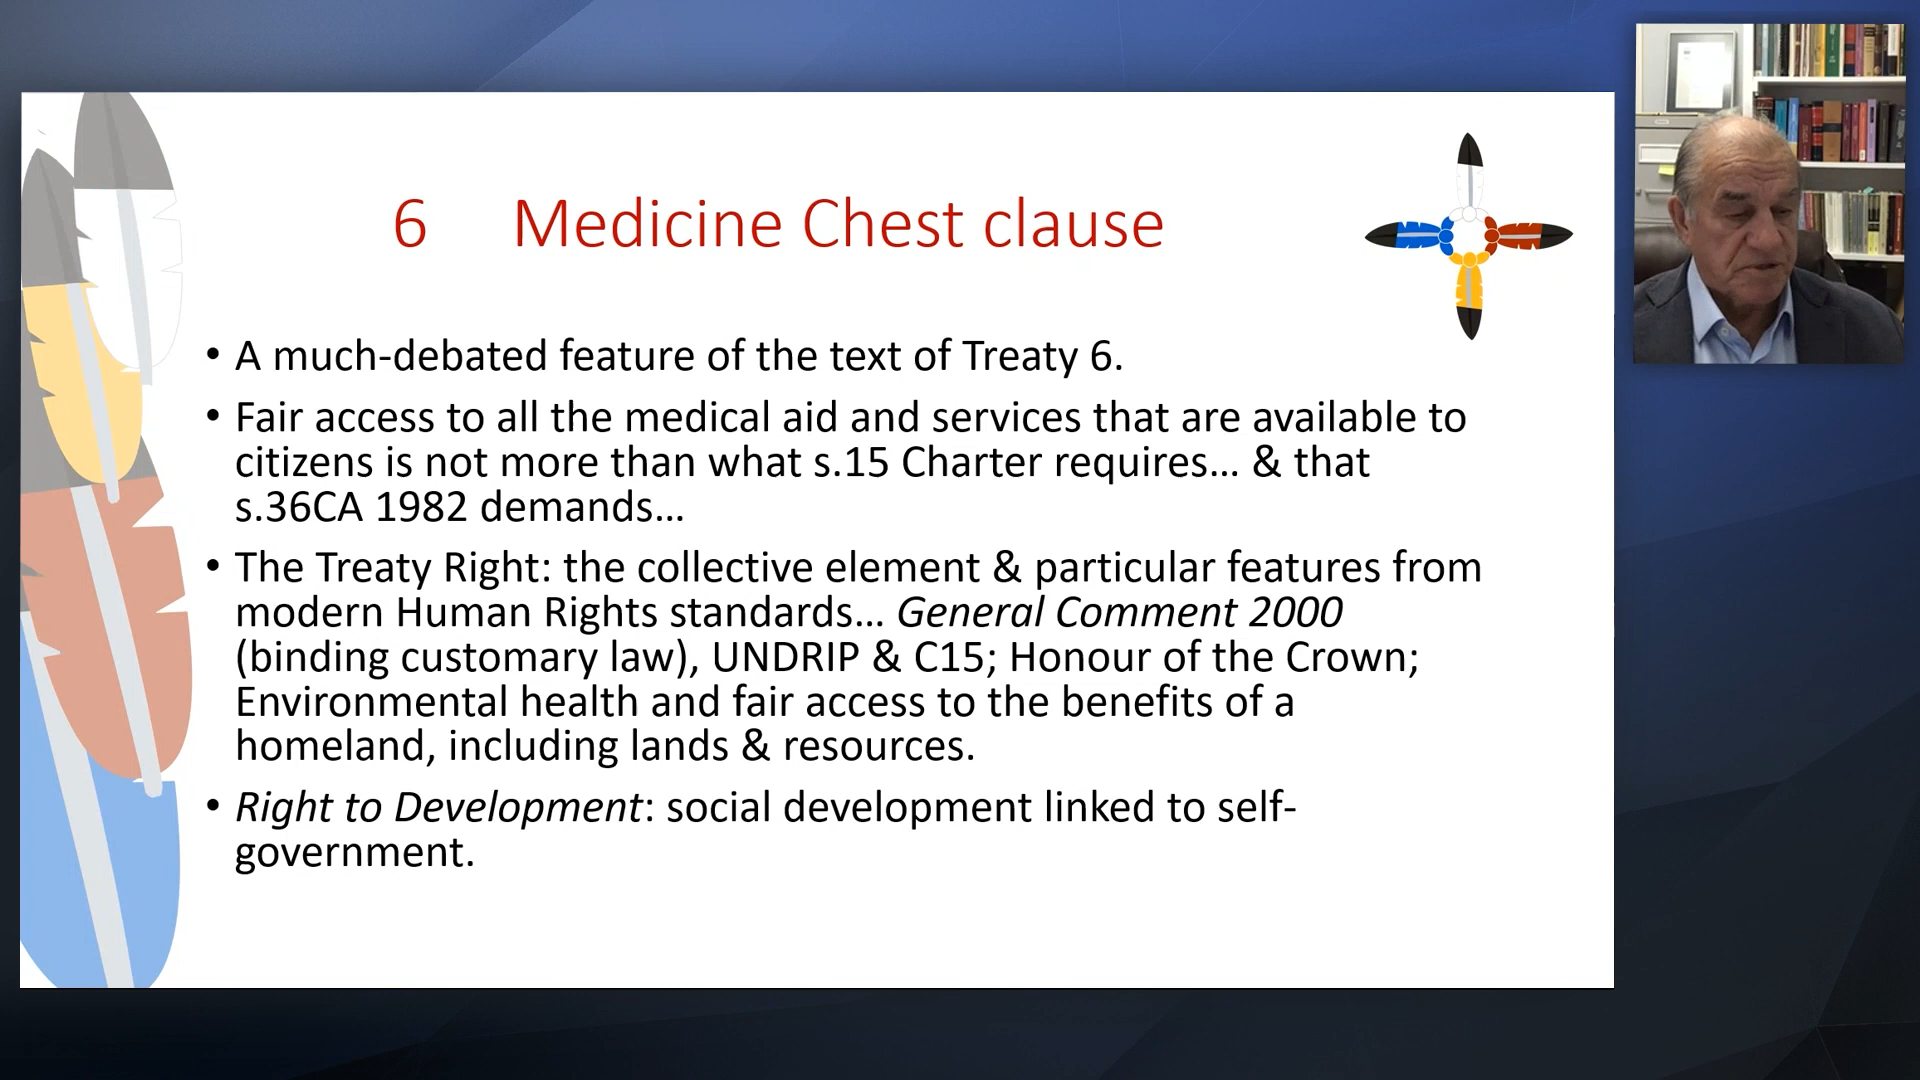 6 Medicine Chest clause
• A much-debated feature of the text of Treaty 6.
• Fair access to all the medical aid and services that are available to
citizens is not more than what s.15 Charter requires… & that
s.36CA 1982 demands…
• The Treaty Right: the collective element & particular features from
modern Human Rights standards… General Comment 2000
(binding customary law), UNDRIP & C15; Honour of the Crown;
Environmental health and fair access to the benefits of a
homeland, including lands & resources.
• Right to Development: social development linked to self-
government.